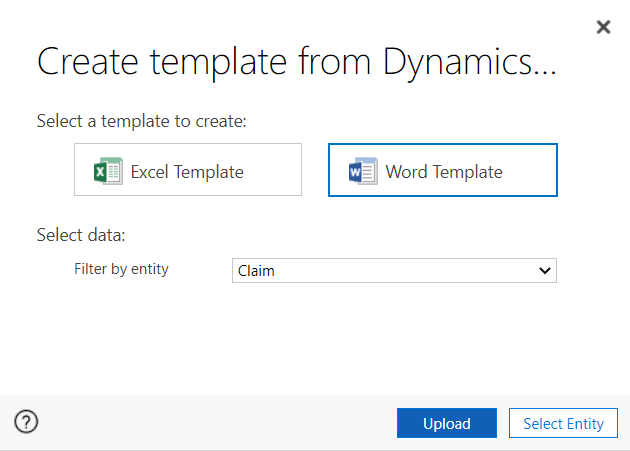 Create template from Dynamics...
Select a template to create:
Excel Template
Word Template
Select data:
Filter by entity
Claim
Upload
Select Entity